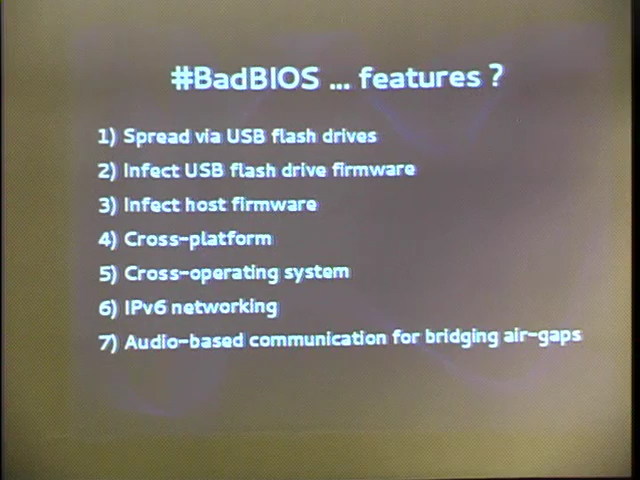 #BadBIOS ... features ?
1) Spread via USB flash drives
2) Infect USB flash drive firmware
3) Infect host firmware
4) Cross-platform
5) Cross-operating system
6) IPv6 networking
7) Audio-based communication for bridging air-gaps